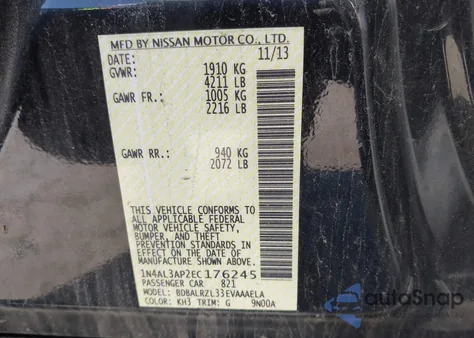 MFD BY NISSAN MOTOR CO., LTD.
DATE: 11/13
GVWR: 1910 KG
4211 LB
GAWR FR.: 1005 KG
2216 LB
GAWR RR.: 940 KG
2072 LB
THIS VEHICLE CONFORMS TO
ALL APPLICABLE FEDERAL
MOTOR VEHICLE SAFETY,
BUMPER, AND THEFT
PREVENTION STANDARDS IN
EFFECT ON THE DATE OF
MANUFACTURE SHOWN ABOVE.
1N4AL3AP2EC176245
PASSENGER CAR 821
MODEL: BDBALRZL33EVAAAELA
COLOR: KH3 TRIM: G 9N00A
autoSnap